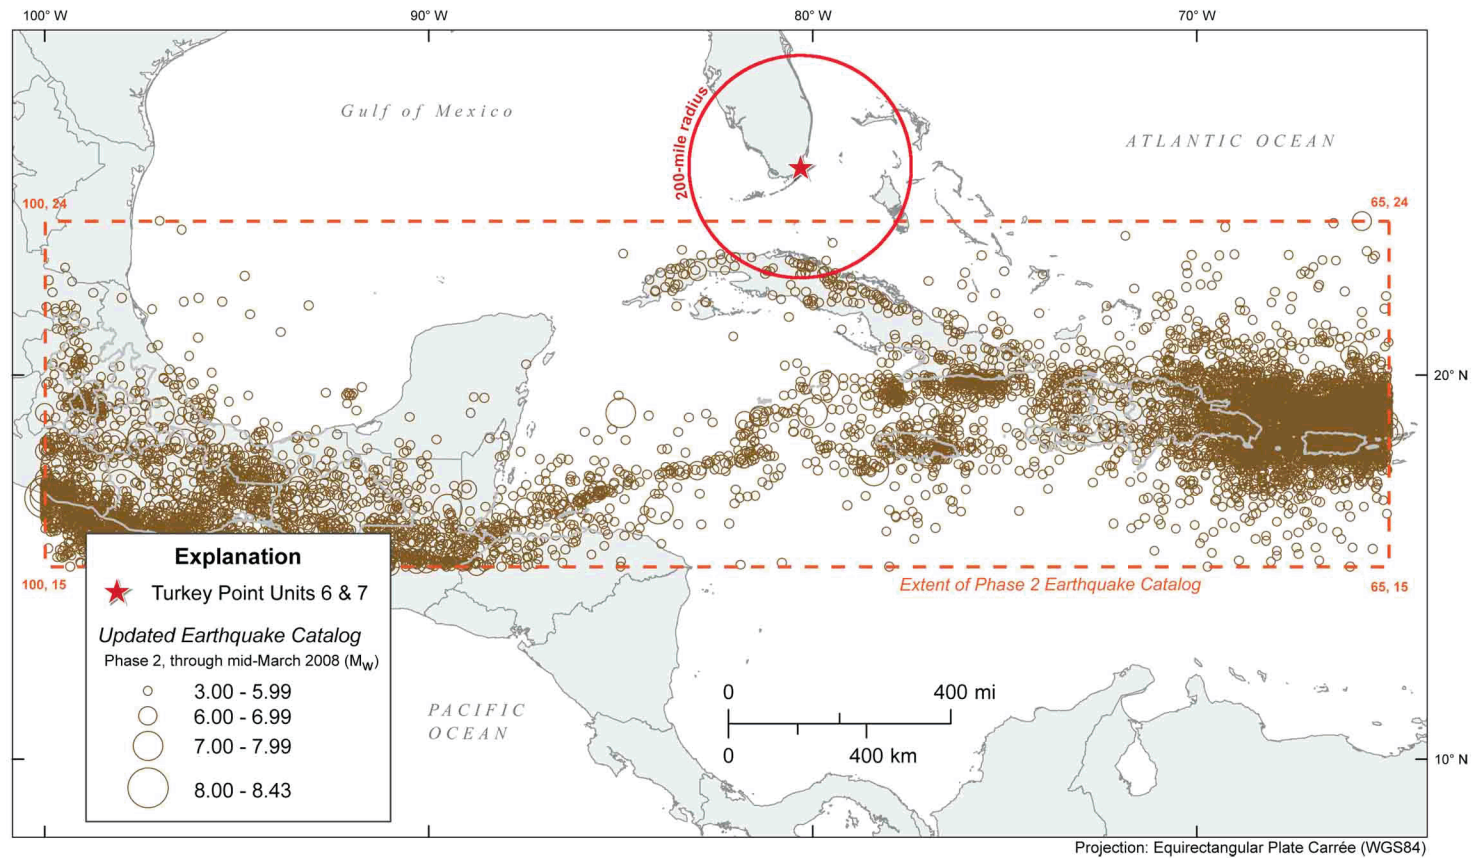 100° W
90° W
80° W
70° W
Gulf of Mexico
200-mile radius
ATLANTIC OCEAN
100, 24
65, 24
20° N
Extent of Phase 2 Earthquake Catalog
100, 15
65, 15
Explanation
Turkey Point Units 6 & 7
Updated Earthquake Catalog
Phase 2, through mid-March 2008 (Mw)
3.00 - 5.99
6.00 - 6.99
7.00 - 7.99
8.00 - 8.43
PACIFIC
OCEAN
0
400 mi
0
400 km
10° N
Projection: Equirectangular Plate Carrée (WGS84)